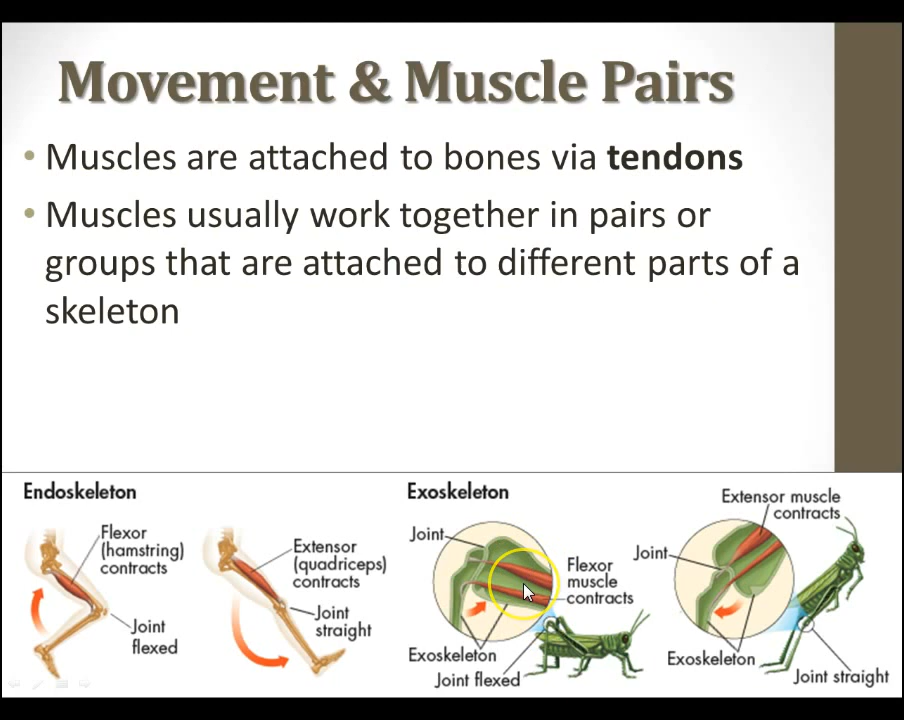 Movement & Muscle Pairs
• Muscles are attached to bones via tendons
• Muscles usually work together in pairs or
groups that are attached to different parts of a
skeleton
Endoskeleton
Flexor
(hamstring)
contracts
Joint
flexed
Extensor
(quadriceps)
contracts
Joint
straight
Exoskeleton
Joint
Flexor
muscle
contracts
Exoskeleton
Joint flexed
Extensor muscle
contracts
Joint
Exoskeleton
Joint straight